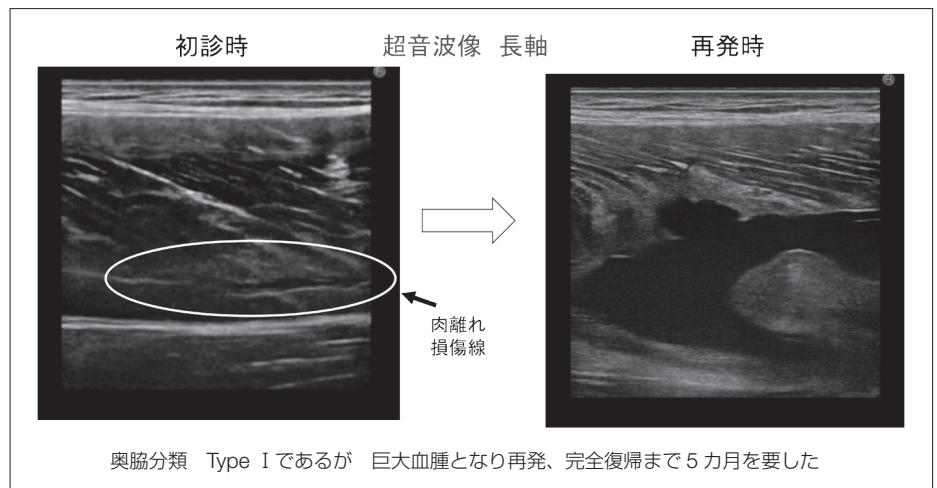 初診時
超音波像 長軸
再発時
肉離れ
損傷線
奥脇分類 Type Ⅰであるが 巨大血腫となり再発、完全復帰まで5カ月を要した